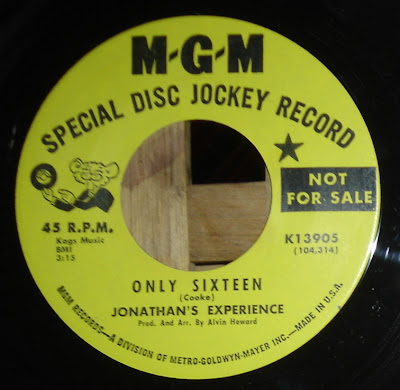 M-G-M
SPECIAL DISC JOCKEY RECORD
NOT
FOR SALE
45 R.P.M.
Kags Music
BMI
3:15
K13905
(104,314)
ONLY SIXTEEN
(Cooke)
JONATHAN'S EXPERIENCE
Prod. And Arr. By Alvin Howard
MGM RECORDS—A DIVISION OF METRO-GOLDWYN-MAYER INC.—MADE IN U.S.A.